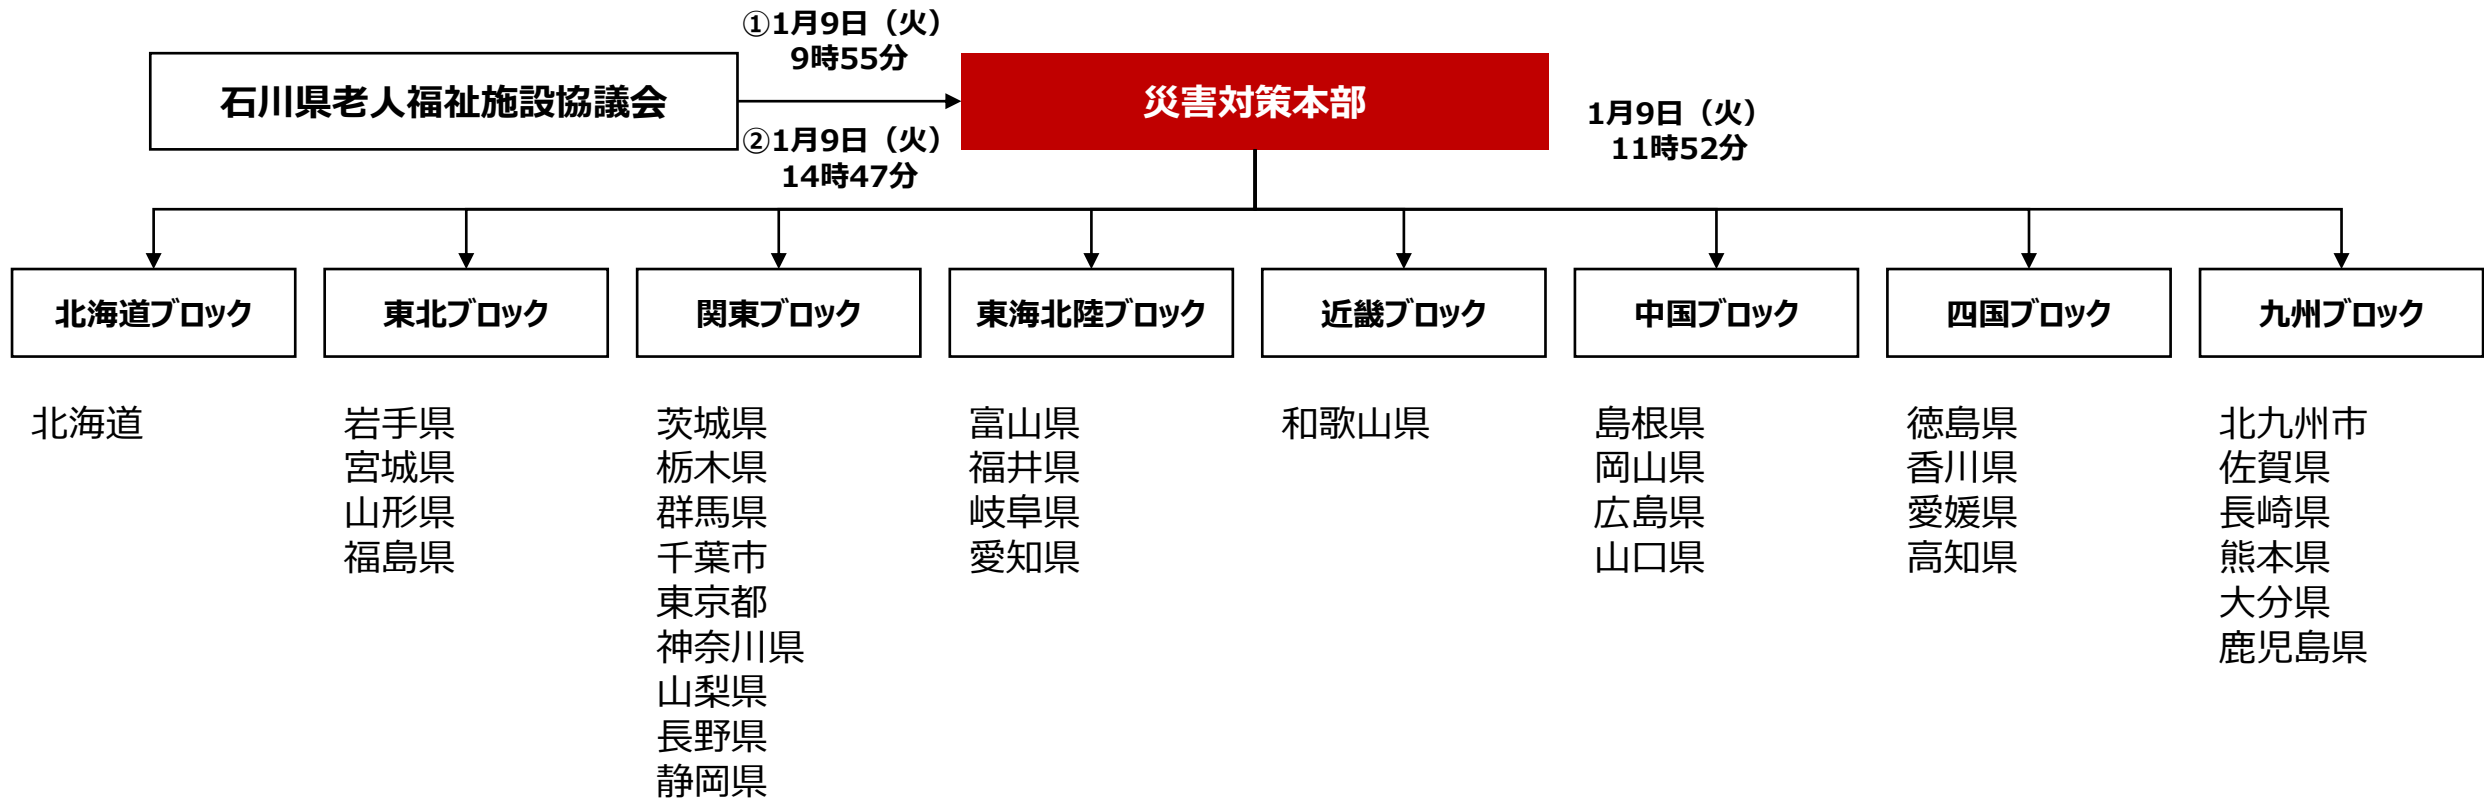 ①1月9日（火）
9時55分
石川県老人福祉施設協議会
災害対策本部
②1月9日（火）
14時47分
1月9日（火）
11時52分
北海道ブロック
東北ブロック
関東ブロック
東海北陸ブロック
近畿ブロック
中国ブロック
四国ブロック
九州ブロック
北海道
岩手県
宮城県
山形県
福島県
茨城県
栃木県
群馬県
千葉市
東京都
神奈川県
山梨県
長野県
静岡県
富山県
福井県
岐阜県
愛知県
和歌山県
島根県
岡山県
広島県
山口県
徳島県
香川県
愛媛県
高知県
北九州市
佐賀県
長崎県
熊本県
大分県
鹿児島県